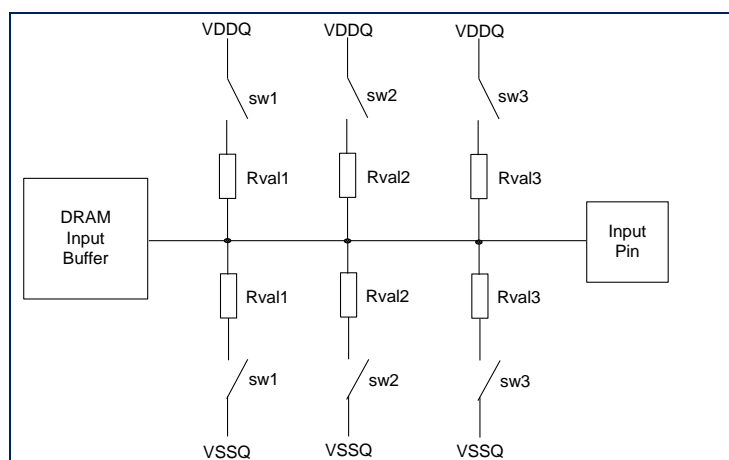 VDDQ VDDQ VDDQ
sw1 sw2 sw3
Rval1 Rval2 Rval3
DRAM
Input
Buffer
Input
Pin
Rval1 Rval2 Rval3
sw1 sw2 sw3
VSSQ VSSQ VSSQ